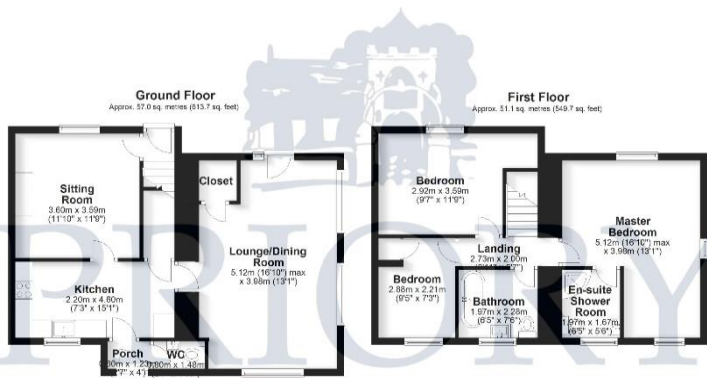 Ground Floor
Approx. 57.0 sq. metres (613.7 sq. feet)
Sitting
Room
3.60m x 3.59m
(11'10" x 11'9")
Closet
Lounge/Dining
Room
5.12m (16'10") max
x 3.98m (13'1")
Kitchen
2.20m x 4.60m
(7'3" x 15'1")
Porch
WC
First Floor
Approx. 51.1 sq. metres (549.7 sq. feet)
Bedroom
2.92m x 3.59m
(9'7" x 11'9")
Master
Bedroom
5.12m (16'10") max
x 3.98m (13'1")
Landing
2.73m x 2.00m
Bedroom
2.88m x 2.21m
(9'5" x 7'3")
Bathroom
1.97m x 2.28m
(6'5" x 7'6")
En-suite
Shower
Room
1.97m x 1.67m
(6'5" x 5'6")
PRIORY